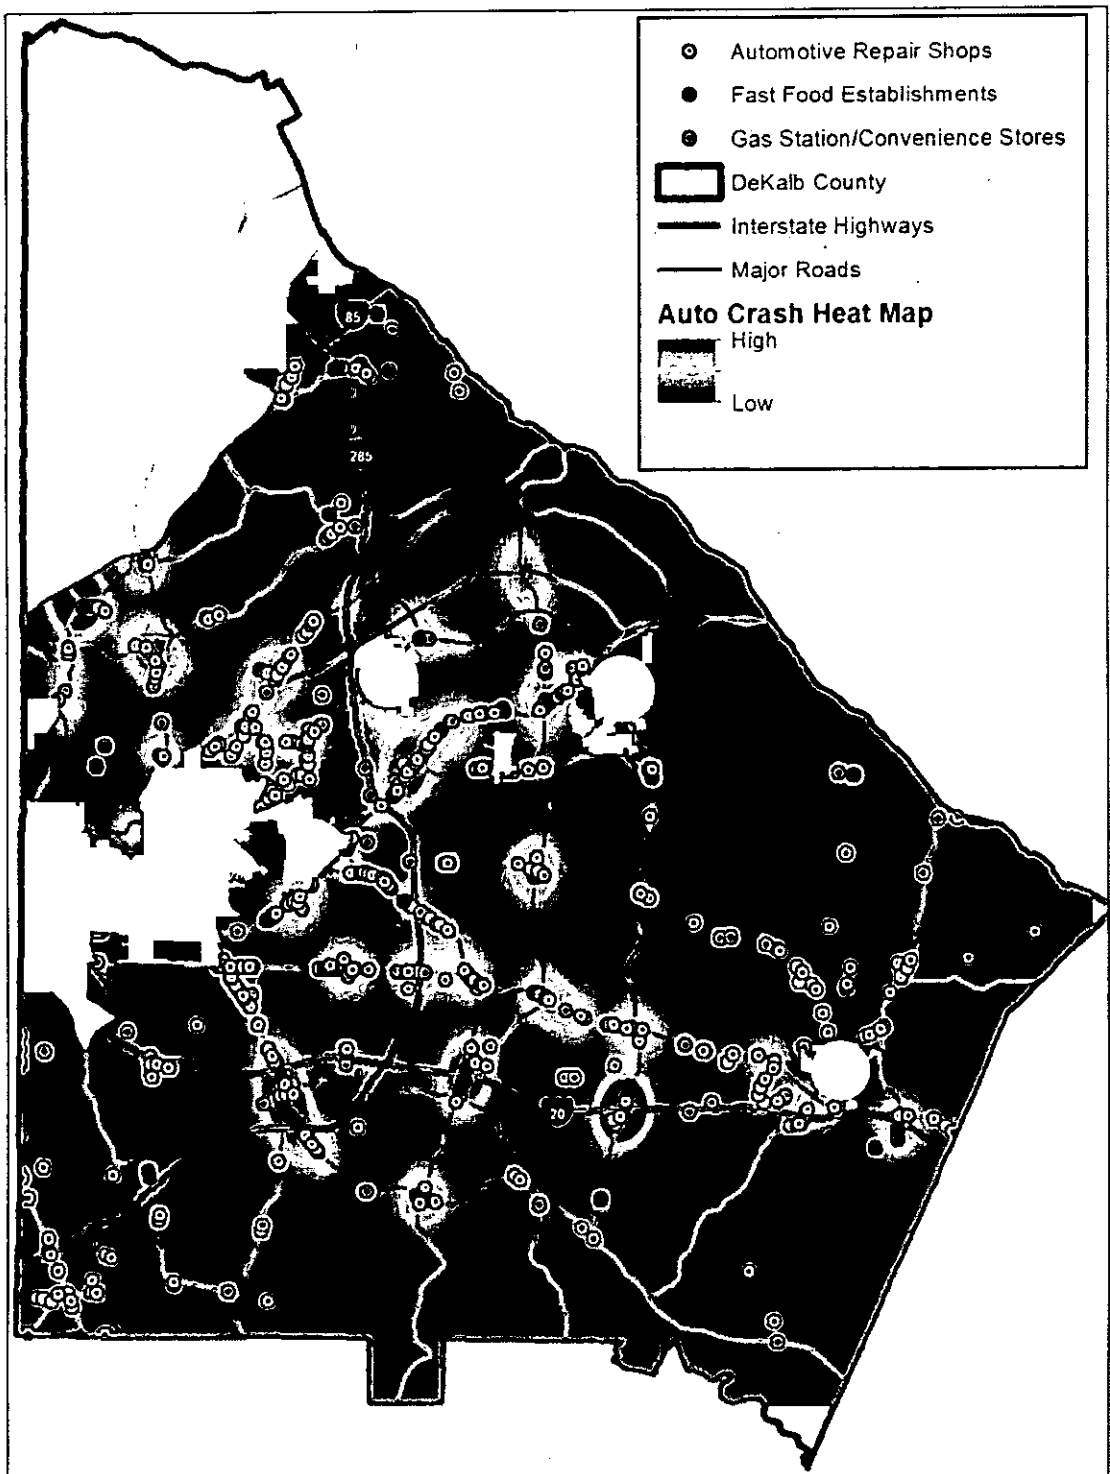 Automotive Repair Shops
Fast Food Establishments
Gas Station/Convenience Stores
DeKalb County
Interstate Highways
Major Roads
Auto Crash Heat Map
High
Low
85
285
20